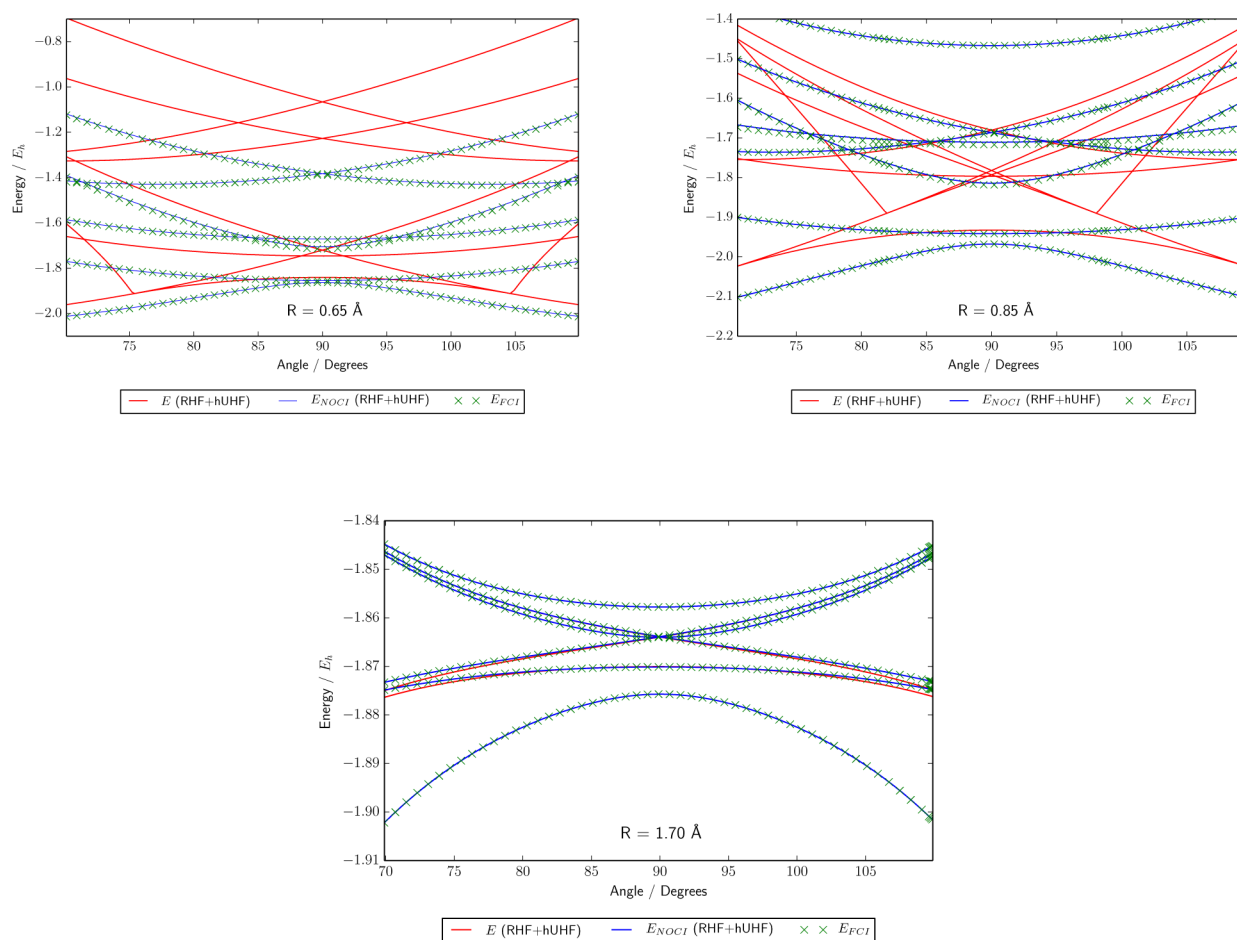 −0.8
−1.0
−1.2
−1.4
−1.6
−1.8
−2.0
Energy / E_h
75 80 85 90 95 100 105
Angle / Degrees
R = 0.65 Å
E (RHF+hUHF) E_NOCI (RHF+hUHF) E_FCI
−1.4
−1.5
−1.6
−1.7
−1.8
−1.9
−2.0
−2.1
−2.2
Energy / E_h
75 80 85 90 95 100 105
Angle / Degrees
R = 0.85 Å
E (RHF+hUHF) E_NOCI (RHF+hUHF) E_FCI
−1.84
−1.85
−1.86
−1.87
−1.88
−1.89
−1.90
−1.91
Energy / E_h
70 75 80 85 90 95 100 105
Angle / Degrees
R = 1.70 Å
E (RHF+hUHF) E_NOCI (RHF+hUHF) E_FCI